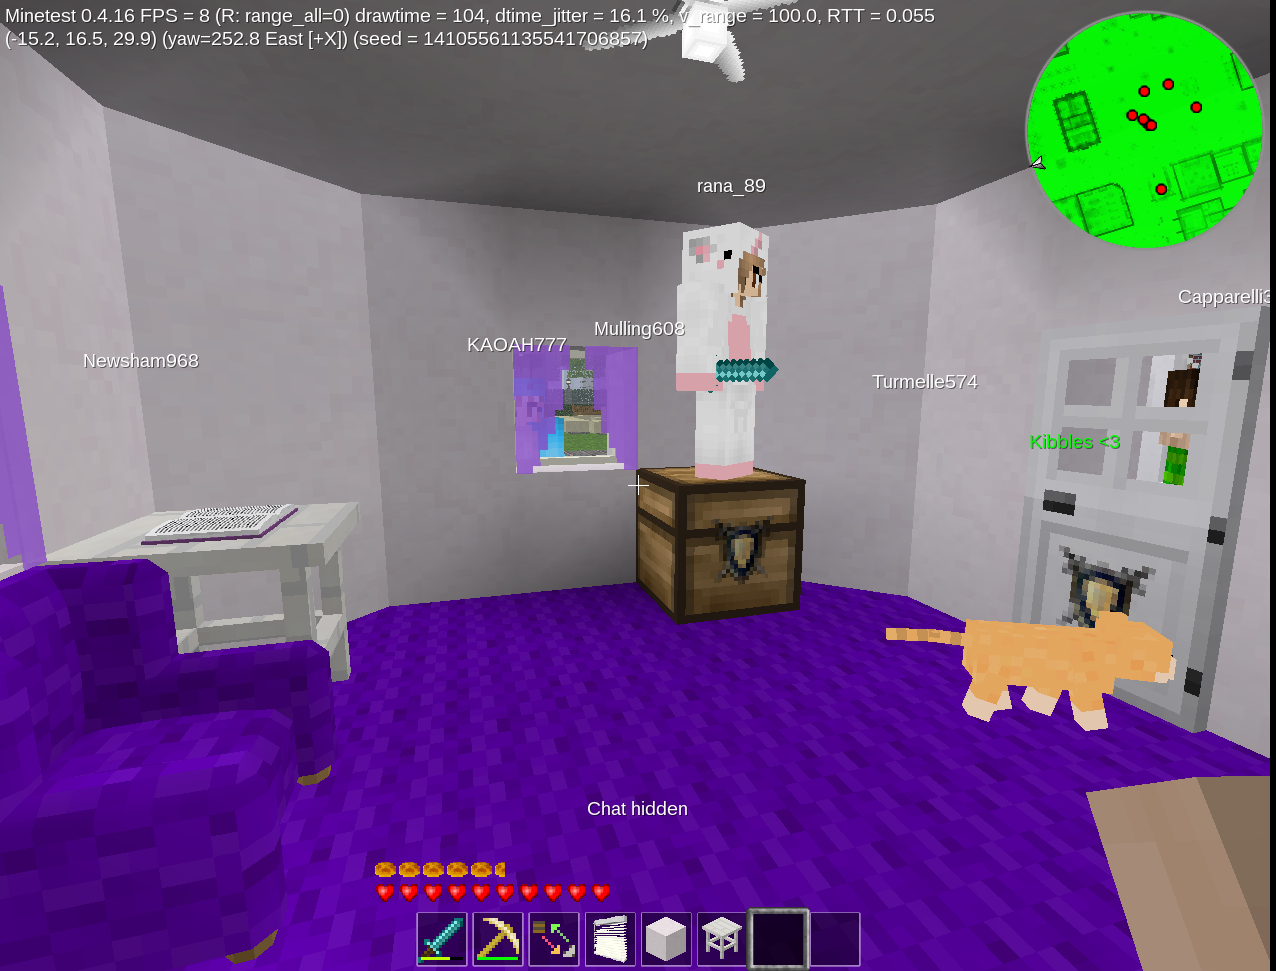 Minetest 0.4.16 FPS = 8 (R: range_all=0) drawtime = 104, dtime_jitter = 16.1 %, v_range = 100.0, RTT = 0.055
(-15.2, 16.5, 29.9) (yaw=252.8 East [+X]) (seed = 14105561135541706857)
rana_89
Mulling608
KAOAH777
Newsham968
Turmelle574
Kibbles <3
Chat hidden